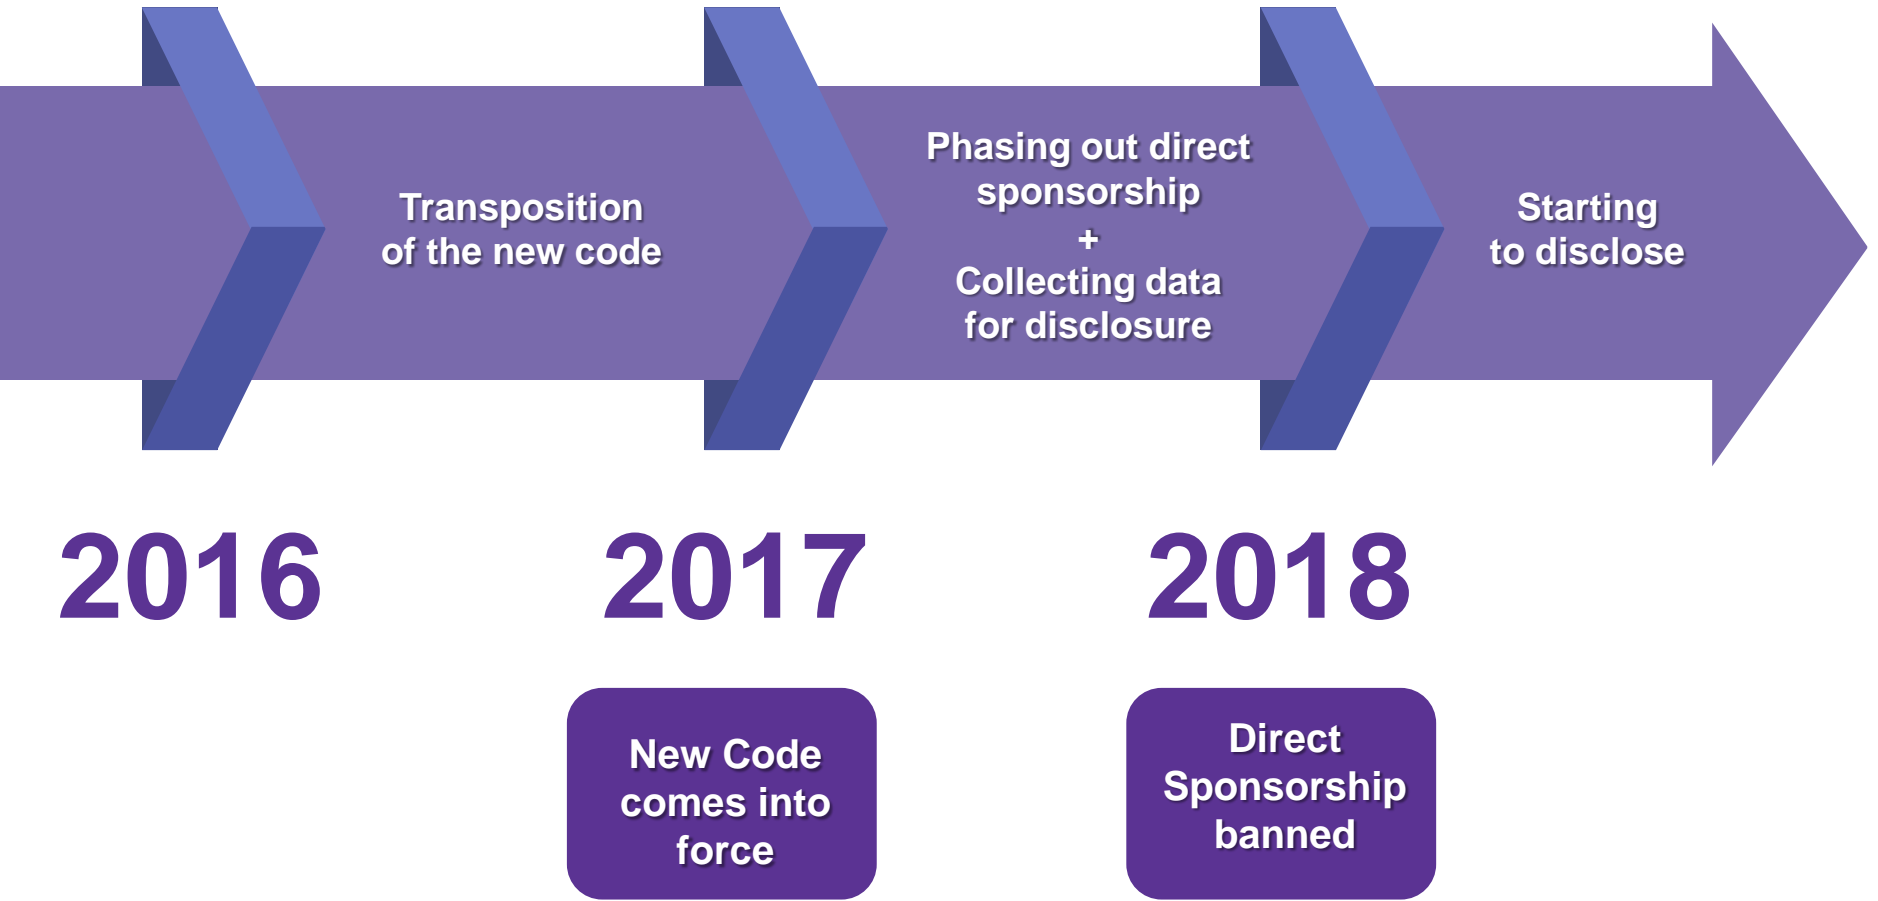 Transposition
of the new code
Phasing out direct
sponsorship
+
Collecting data
for disclosure
Starting
to disclose
2016
2017
2018
New Code
comes into
force
Direct
Sponsorship
banned